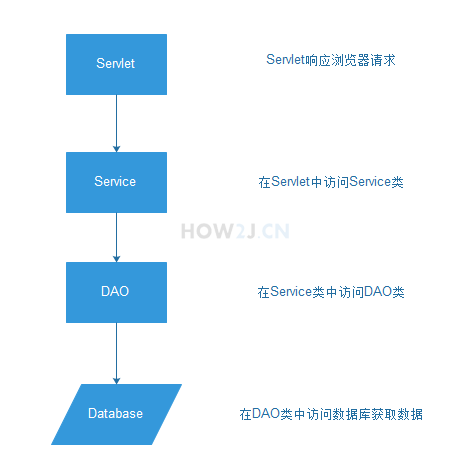 Servlet
Servlet响应浏览器请求
Service
在Servlet中访问Service类
HOW2J.CN
DAO
在Service类中访问DAO类
Database
在DAO类中访问数据库获取数据